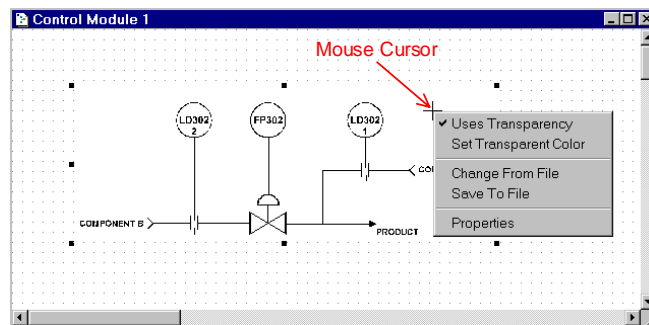 Control Module 1
Mouse Cursor
LD302
2
FP302
LD302
1
Uses Transparency
Set Transparent Color
Change From File
Save To File
Properties
COMPONENT B
PRODUCT